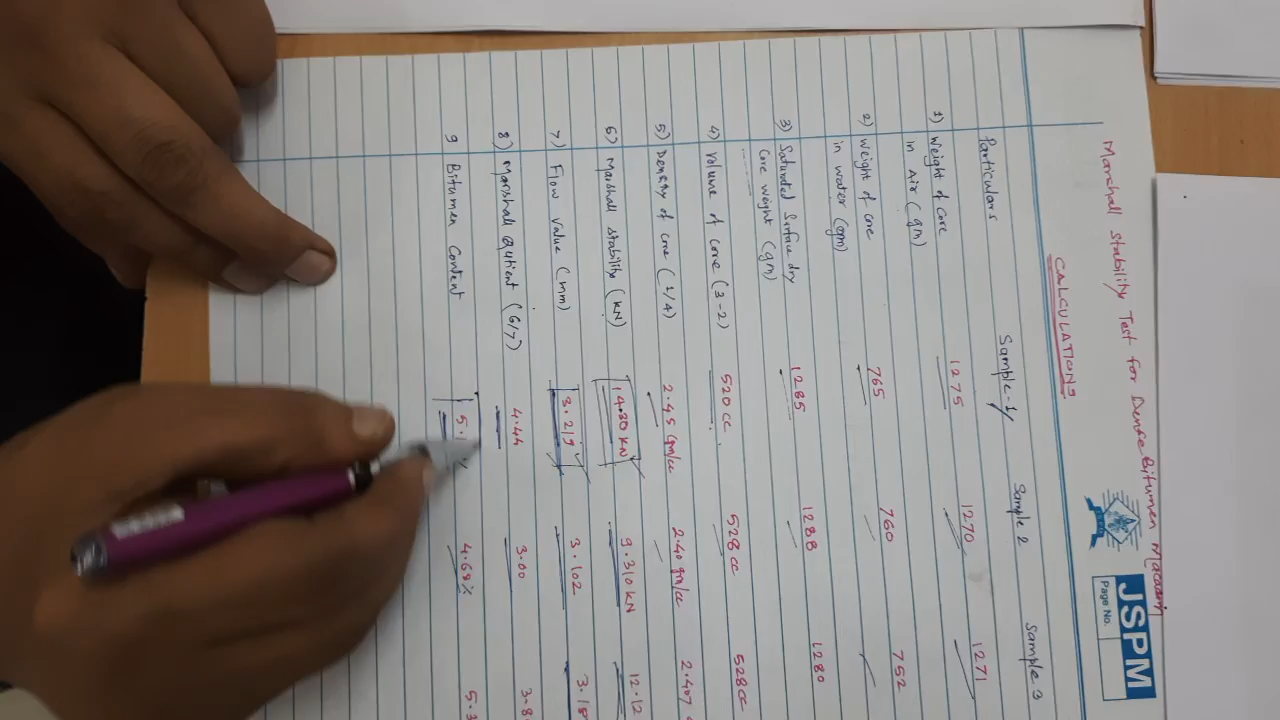 Marshall Stability Test for Dense Bitumen Macadam
JSPM
Page No.
CALCULATIONS
Particulars Sample-1 Sample 2 Sample 3
1) Weight of Core 1275 1270 1271
in Air (gm)
2) Weight of core 765 760 752
in water (gm)
3) Saturated Surface dry 1285 1288 1280
Core weight (gm)
4) Volume of Core (3-2) 520 cc 528 cc 528 cc
5) Density of core (1/4) 2.45 gm/cc 2.40 gm/cc 2.407
6) Marshall stability (KN) 14.30 KN 9.310 KN 12.12
7) Flow value (mm) 3.219 3.102
8) Marshall Qutient (6/7) 4.44 3.00
9 Bitumen Content 4.68%